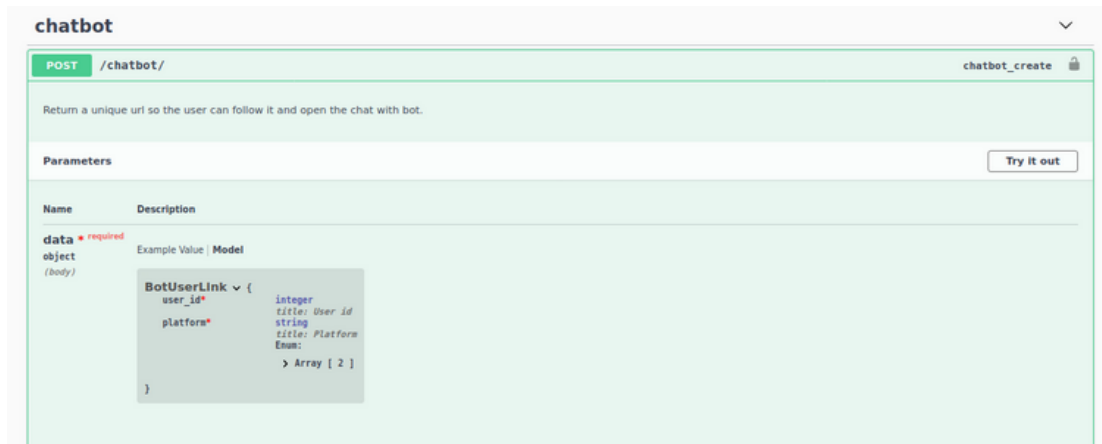 chatbot
POST /chatbot/ chatbot_create
Return a unique url so the user can follow it and open the chat with bot.
Parameters Try it out
Name Description
data * required
object
(body)
Example Value | Model
BotUserLink {
user_id* integer
title: User id
platform* string
title: Platform
Enum:
Array [ 2 ]
}